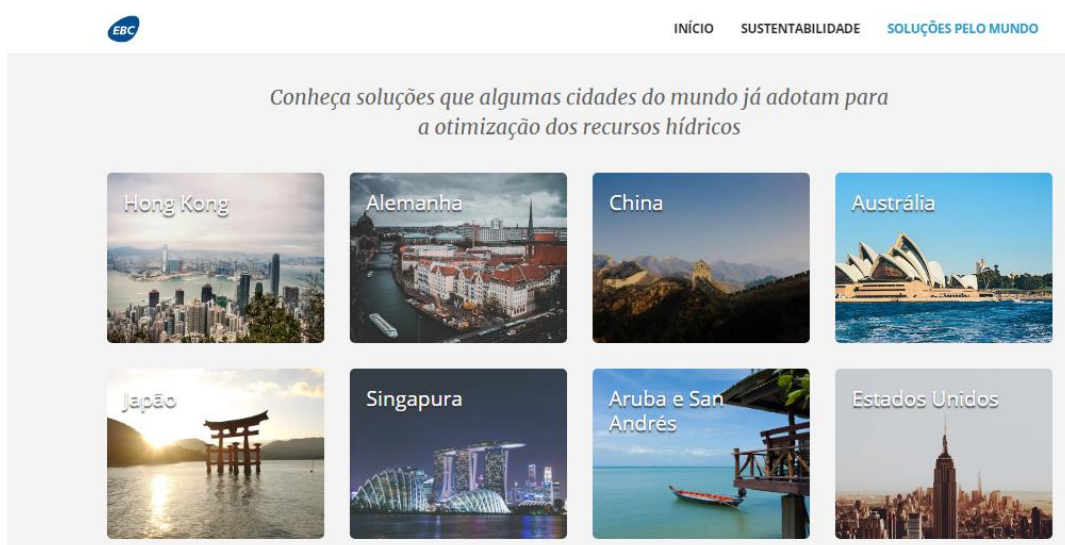 EBC
INÍCIO SUSTENTABILIDADE SOLUÇÕES PELO MUNDO
Conheça soluções que algumas cidades do mundo já adotam para
a otimização dos recursos hídricos
Hong Kong
Alemanha
China
Austrália
Japão
Singapura
Aruba e San
Andrés
Estados Unidos